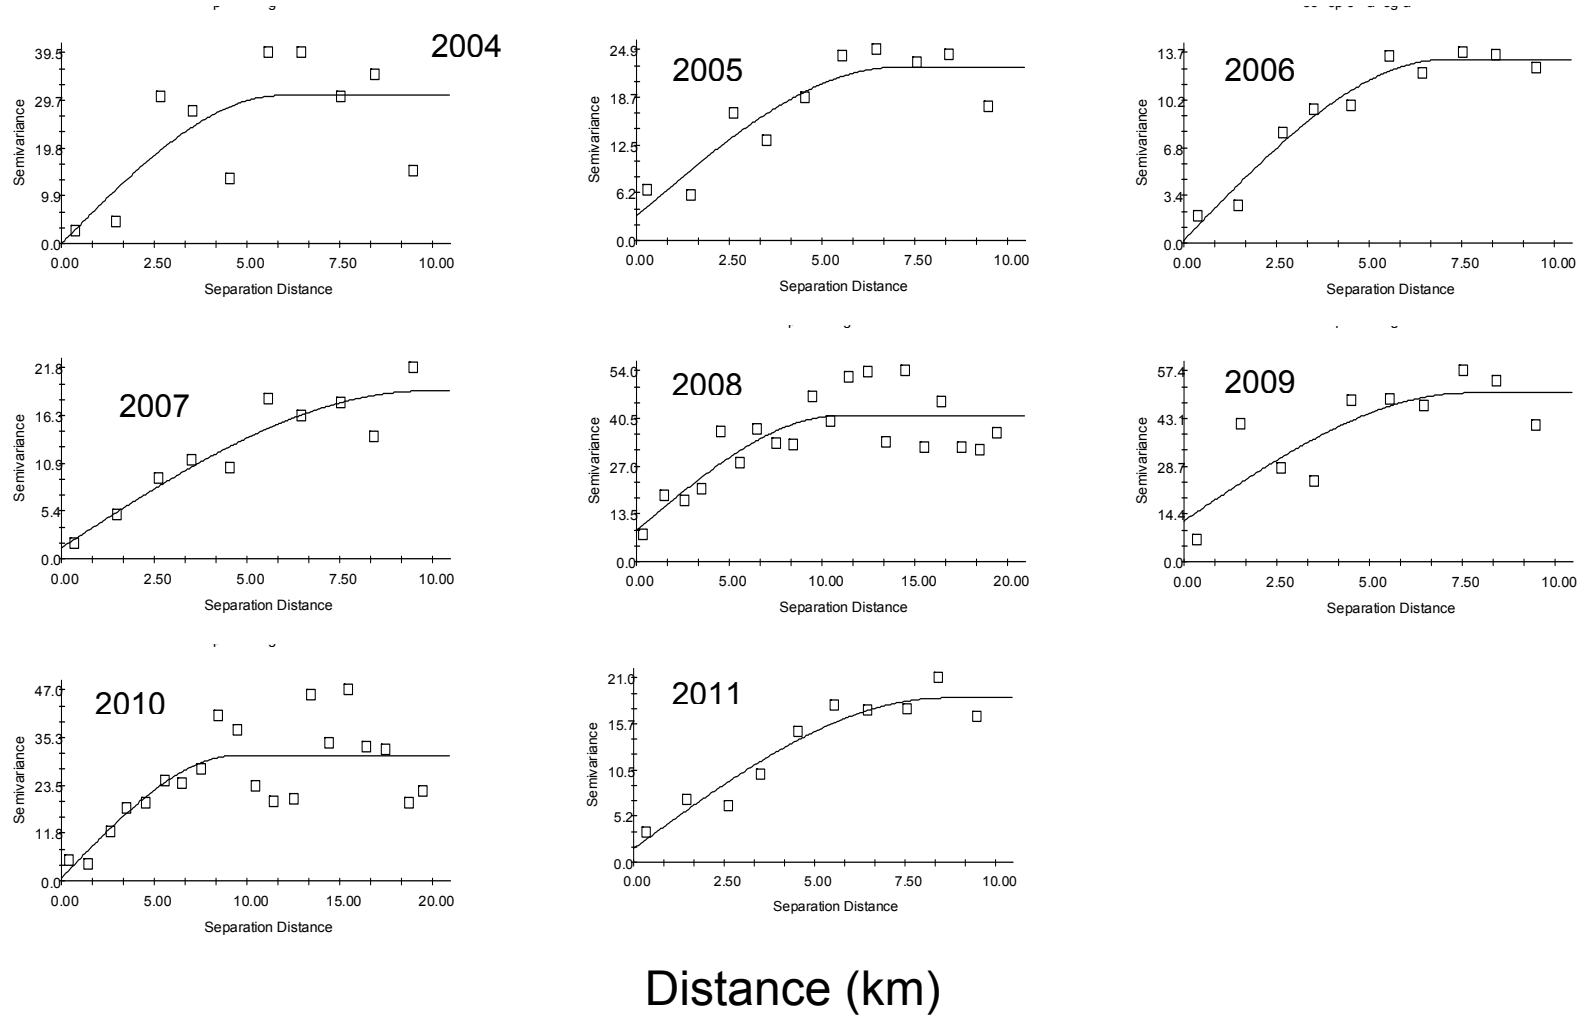 2004
39.5
29.7
19.8
9.9
0.0
Semivariance
0.00 2.50 5.00 7.50 10.00
Separation Distance
2005
24.9
18.7
12.5
6.2
0.0
Semivariance
0.00 2.50 5.00 7.50 10.00
Separation Distance
2006
13.7
10.2
6.8
3.4
0.0
Semivariance
0.00 2.50 5.00 7.50 10.00
Separation Distance
2007
21.8
16.3
10.9
5.4
0.0
Semivariance
0.00 2.50 5.00 7.50 10.00
Separation Distance
2008
54.0
40.5
27.0
13.5
0.0
Semivariance
0.00 5.00 10.00 15.00 20.00
Separation Distance
2009
57.4
43.1
28.7
14.4
0.0
Semivariance
0.00 2.50 5.00 7.50 10.00
Separation Distance
2010
47.0
35.3
23.5
11.8
0.0
Semivariance
0.00 5.00 10.00 15.00 20.00
Separation Distance
2011
21.0
15.7
10.5
5.2
0.0
Semivariance
0.00 2.50 5.00 7.50 10.00
Separation Distance
Distance (km)